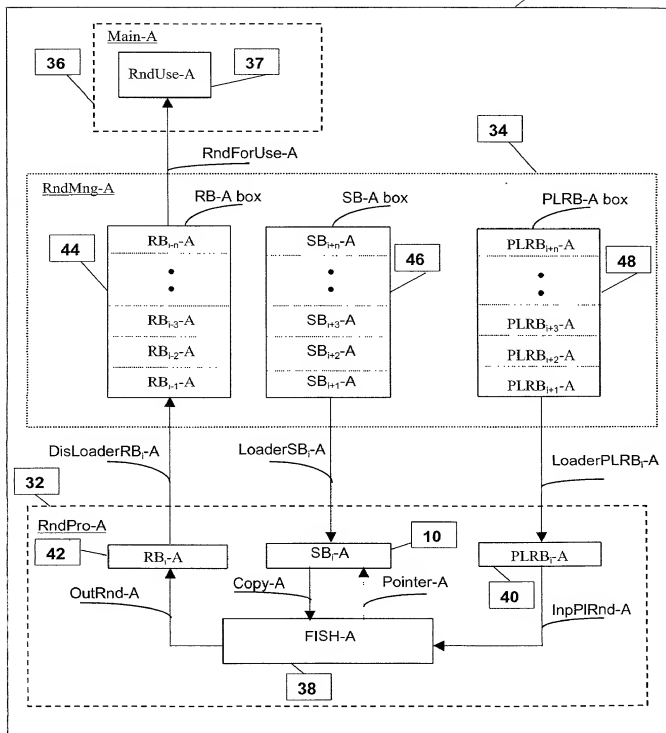 Main-A
36
RndUse-A
37
RndForUse-A
34
RndMng-A
RB-A box
SB-A box
PLRB-A box
44
RBi-n-A
RBi-3-A
RBi-2-A
RBi-1-A
SBi+n-A
SBi+3-A
SBi+2-A
SBi+1-A
46
PLRBi+n-A
PLRBi+3-A
PLRBi+2-A
PLRBi+1-A
48
DisLoaderRBi-A
LoaderSBi-A
LoaderPLRBi-A
32
RndPro-A
42
RBi-A
SBi-A
10
PLRBi-A
40
OutRnd-A
Copy-A
Pointer-A
InpPlRnd-A
FISH-A
38